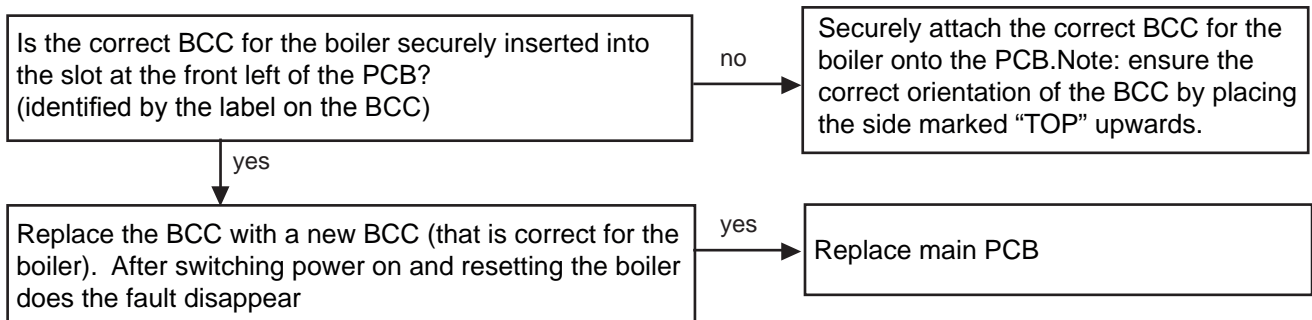 Is the correct BCC for the boiler securely inserted into
the slot at the front left of the PCB?
(identified by the label on the BCC)
no
Securely attach the correct BCC for the
boiler onto the PCB.Note: ensure the
correct orientation of the BCC by placing
the side marked “TOP” upwards.
yes
Replace the BCC with a new BCC (that is correct for the
boiler).  After switching power on and resetting the boiler
does the fault disappear
yes
Replace main PCB